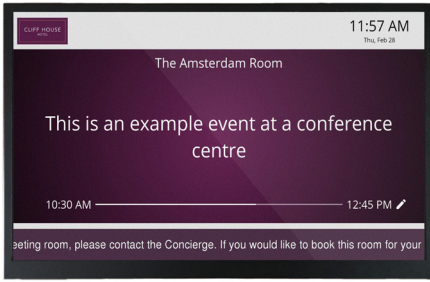 CLIFF HOUSE
HOTEL
11:57 AM
Thu, Feb 28
The Amsterdam Room
This is an example event at a conference
centre
10:30 AM
12:45 PM
eeting room, please contact the Concierge. If you would like to book this room for your